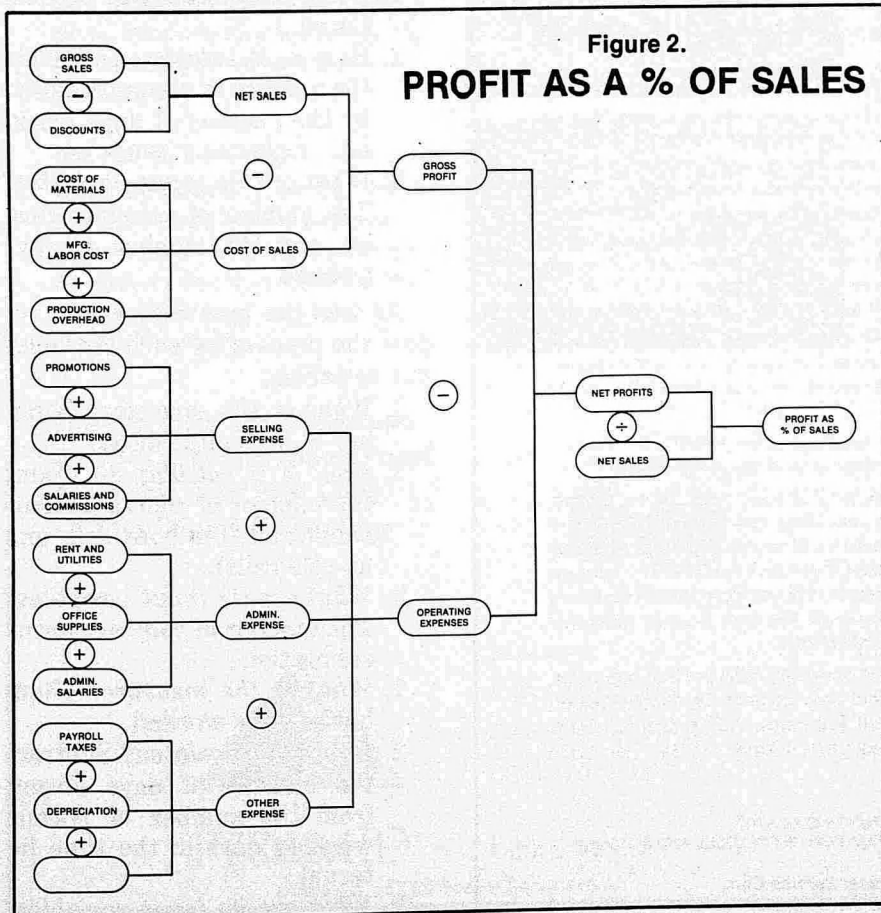 Figure 2.
PROFIT AS A % OF SALES
GROSS
SALES
−
DISCOUNTS
NET SALES
−
COST OF
MATERIALS
+
MFG.
LABOR COST
+
PRODUCTION
OVERHEAD
COST OF SALES
GROSS
PROFIT
−
PROMOTIONS
+
ADVERTISING
+
SALARIES AND
COMMISSIONS
SELLING
EXPENSE
+
RENT AND
UTILITIES
+
OFFICE
SUPPLIES
+
ADMIN.
SALARIES
ADMIN.
EXPENSE
+
PAYROLL
TAXES
+
DEPRECIATION
+
OTHER
EXPENSE
OPERATING
EXPENSES
NET PROFITS
÷
NET SALES
PROFIT AS
% OF SALES